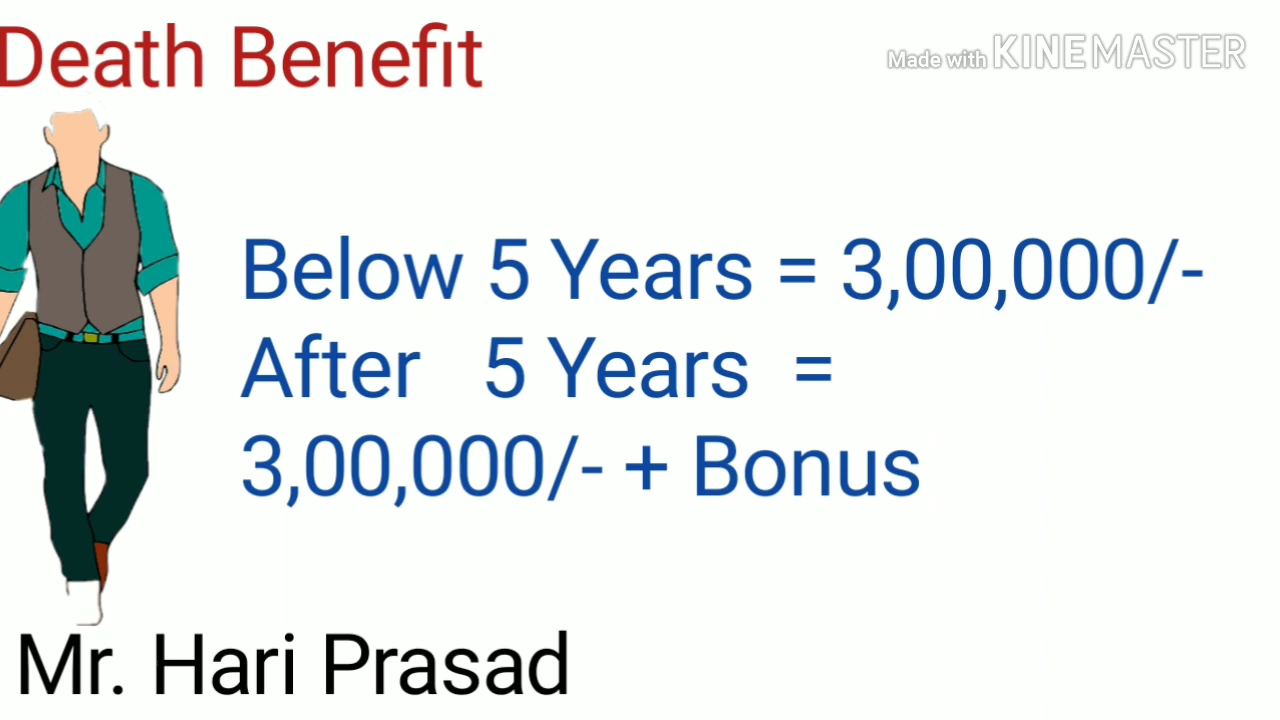 Death Benefit
Made with KINEMASTER
Below 5 Years = 3,00,000/-
After 5 Years =
3,00,000/- + Bonus
Mr. Hari Prasad